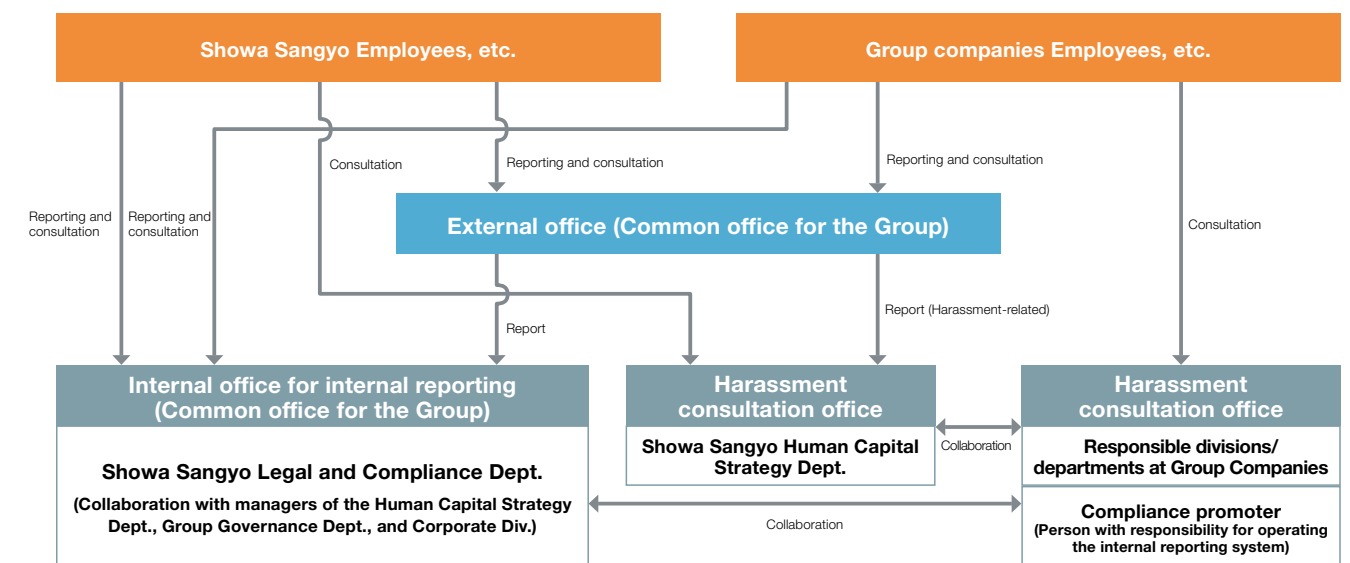 Showa Sangyo Employees, etc.
Group companies Employees, etc.
Consultation
Reporting and consultation
Reporting and consultation
Reporting and
consultation
Reporting and
consultation
Consultation
External office (Common office for the Group)
Report (Harassment-related)
Report
Internal office for internal reporting
(Common office for the Group)
Showa Sangyo Legal and Compliance Dept.
(Collaboration with managers of the Human Capital Strategy
Dept., Group Governance Dept., and Corporate Div.)
Harassment
consultation office
Showa Sangyo Human Capital
Strategy Dept.
Collaboration
Harassment
consultation office
Responsible divisions/
departments at Group Companies
Collaboration
Compliance promoter
(Person with responsibility for operating
the internal reporting system)